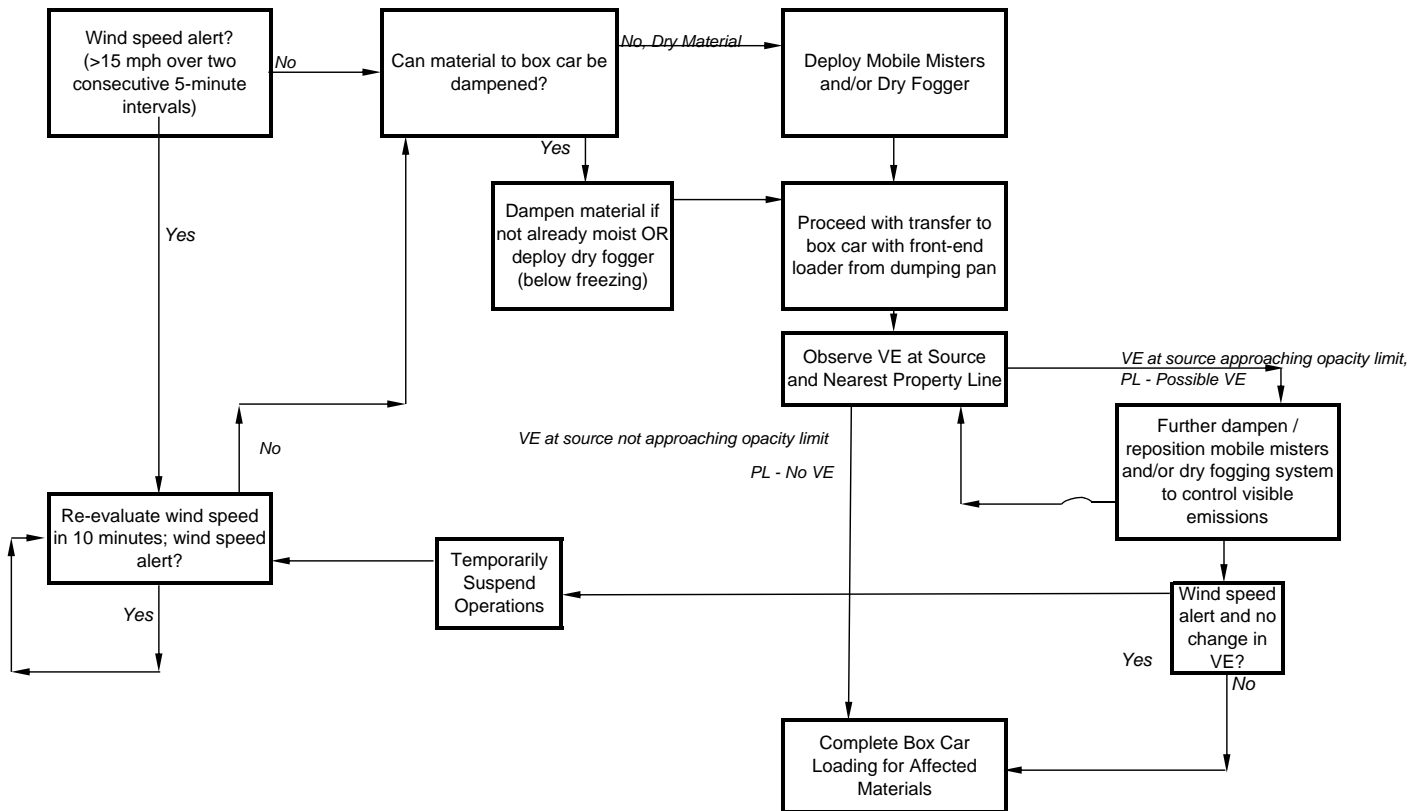 Wind speed alert?
(>15 mph over two
consecutive 5-minute
intervals)
No
Can material to box car be
dampened?
No, Dry Material
Deploy Mobile Misters
and/or Dry Fogger
Yes
Yes
Dampen material if
not already moist OR
deploy dry fogger
(below freezing)
Proceed with transfer to
box car with front-end
loader from dumping pan
Observe VE at Source
and Nearest Property Line
VE at source approaching opacity limit,
PL - Possible VE
VE at source not approaching opacity limit
PL - No VE
No
Further dampen /
reposition mobile misters
and/or dry fogging system
to control visible
emissions
Re-evaluate wind speed
in 10 minutes; wind speed
alert?
Yes
Temporarily
Suspend
Operations
Wind speed
alert and no
change in
VE?
Yes
No
Complete Box Car
Loading for Affected
Materials